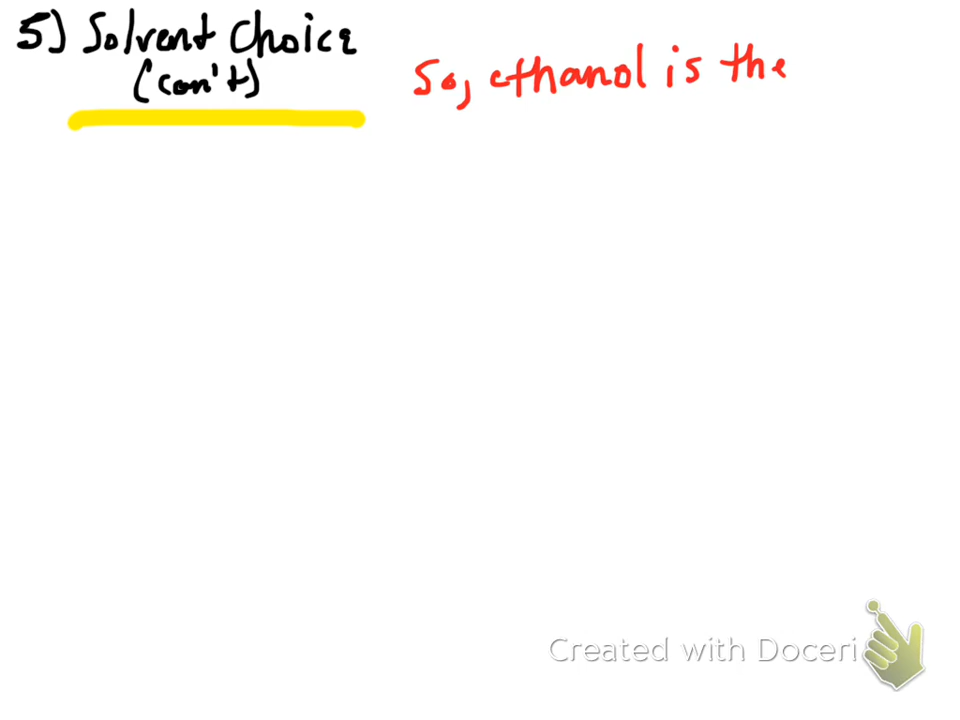 5) Solvent Choice
(con't)
So, ethanol is the
Created with Doceri